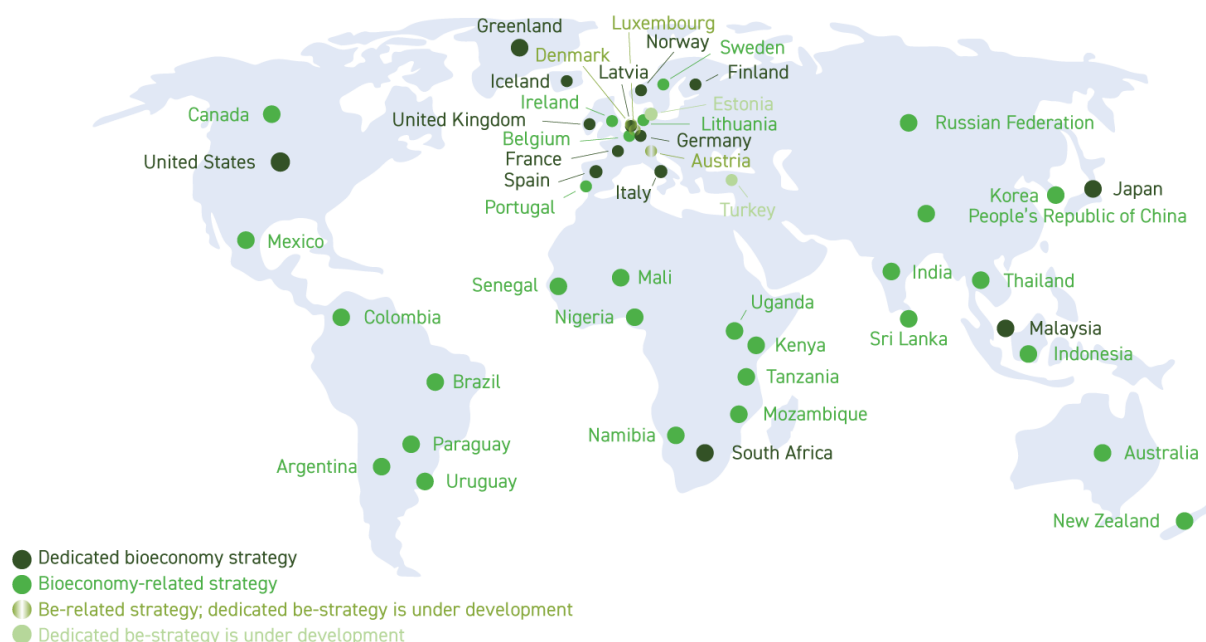 Greenland
Luxembourg
Norway
Denmark
Sweden
Latvia
Finland
Iceland
Ireland
Estonia
Canada
United Kingdom
Lithuania
Russian Federation
Belgium
Germany
United States
France
Austria
Spain
Italy
Japan
Korea
Portugal
Turkey
People's Republic of China
Mexico
India
Mali
Senegal
Thailand
Uganda
Colombia
Nigeria
Malaysia
Sri Lanka
Kenya
Indonesia
Brazil
Tanzania
Mozambique
Namibia
Paraguay
South Africa
Australia
Argentina
Uruguay
New Zealand
Dedicated bioeconomy strategy
Bioeconomy-related strategy
Be-related strategy; dedicated be-strategy is under development
Dedicated be-strategy is under development